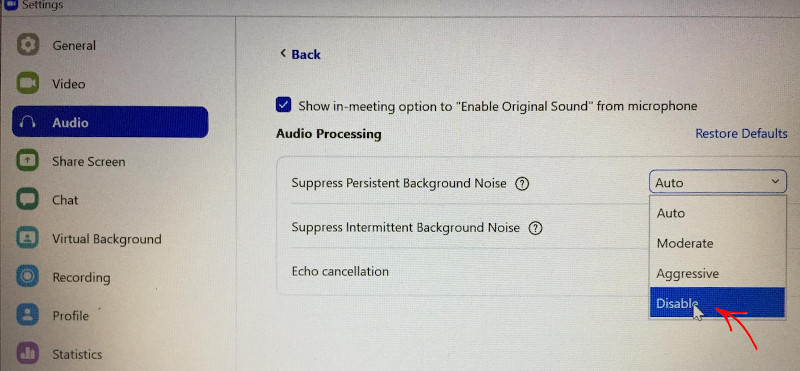 Settings
General
Video
Audio
Share Screen
Chat
Virtual Background
Recording
Profile
Statistics
Back
Show in-meeting option to "Enable Original Sound" from microphone
Audio Processing
Restore Defaults
Suppress Persistent Background Noise ?
Auto
Suppress Intermittent Background Noise ?
Echo cancellation
Auto
Moderate
Aggressive
Disable